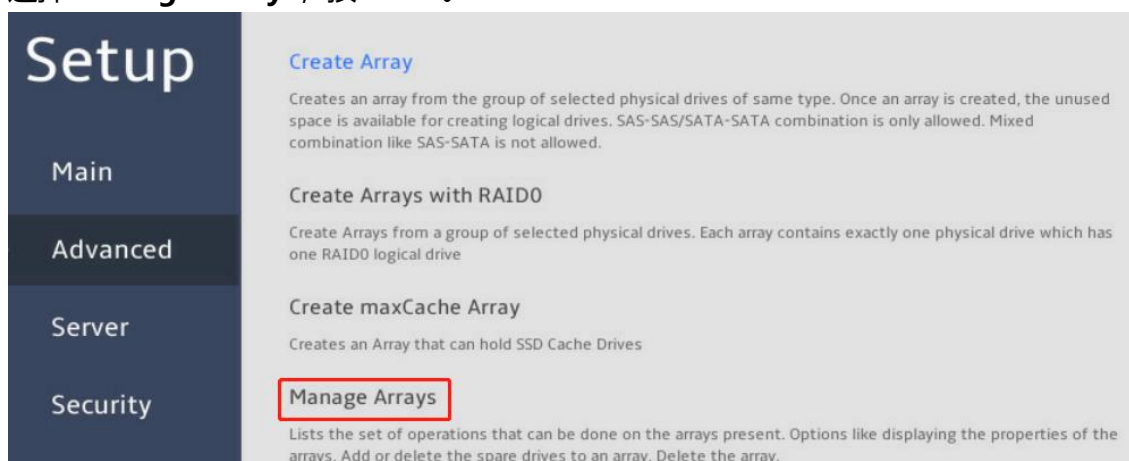 Setup
Main
Advanced
Server
Security
Create Array
Creates an array from the group of selected physical drives of same type. Once an array is created, the unused
space is available for creating logical drives. SAS-SAS/SATA-SATA combination is only allowed. Mixed
combination like SAS-SATA is not allowed.
Create Arrays with RAID0
Create Arrays from a group of selected physical drives. Each array contains exactly one physical drive which has
one RAID0 logical drive
Create maxCache Array
Creates an Array that can hold SSD Cache Drives
Manage Arrays
Lists the set of operations that can be done on the arrays present. Options like displaying the properties of the
arrays. Add or delete the spare drives to an array. Delete the array.